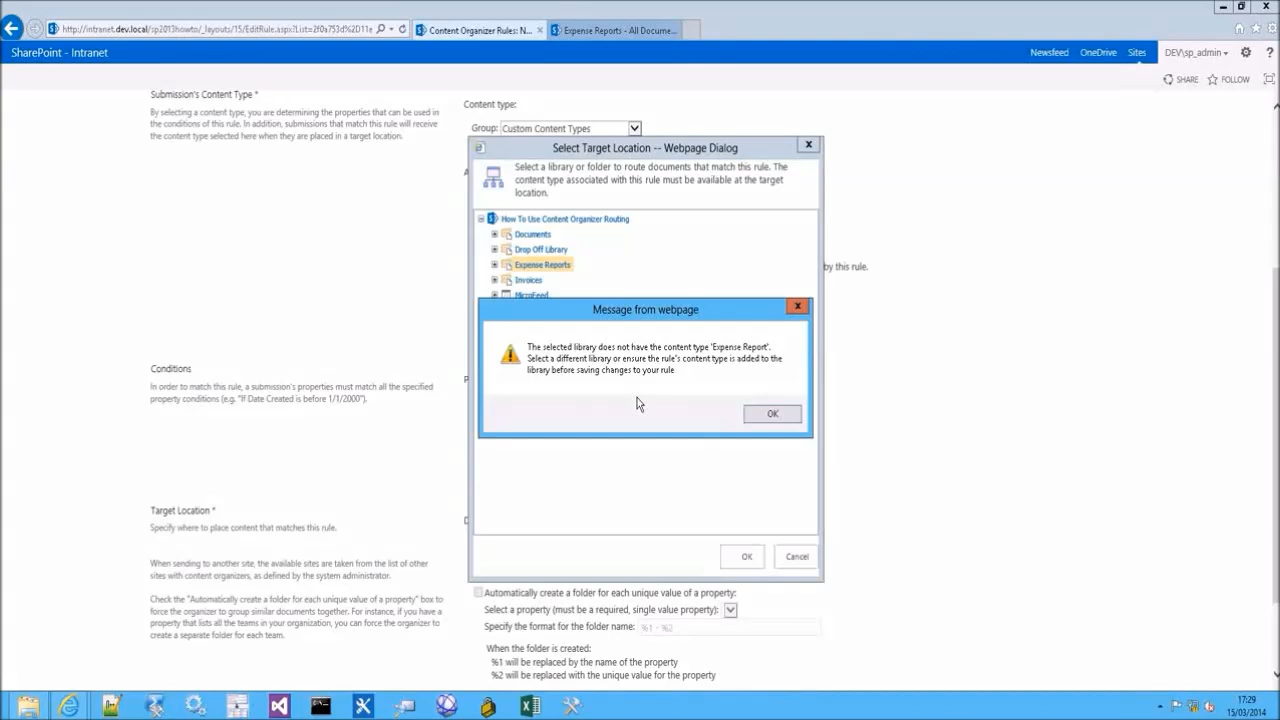 http://intranet.dev.local/sp2013howto/_layouts/15/EditRule.aspx?List=2f0a753d%2D11e
Content Organizer Rules: N...
Expense Reports - All Docume...
SharePoint - Intranet
Newsfeed
OneDrive
Sites
DEV\sp_admin
?
SHARE
FOLLOW
Submission's Content Type *
By selecting a content type, you are determining the properties that can be used in
the conditions of this rule. In addition, submissions that match this rule will receive
the content type selected here when they are placed in a target location.
Content type:
Group: Custom Content Types
Select Target Location -- Webpage Dialog
Select a library or folder to route documents that match this rule. The
content type associated with this rule must be available at the target
location.
How To Use Content Organizer Routing
Documents
Drop Off Library
Expense Reports
Invoices
MicroFeed
by this rule.
Message from webpage
The selected library does not have the content type 'Expense Report'.
Select a different library or ensure the rule's content type is added to the
library before saving changes to your rule
OK
Conditions
In order to match this rule, a submission's properties must match all the specified
property conditions (e.g. "If Date Created is before 1/1/2000").
Target Location *
Specify where to place content that matches this rule.
When sending to another site, the available sites are taken from the list of other
sites with content organizers, as defined by the system administrator.
Check the "Automatically create a folder for each unique value of a property" box to
force the organizer to group similar documents together. For instance, if you have a
property that lists all the teams in your organization, you can force the organizer to
create a separate folder for each team.
OK
Cancel
Automatically create a folder for each unique value of a property:
Select a property (must be a required, single value property):
Specify the format for the folder name: %1 - %2
When the folder is created:
%1 will be replaced by the name of the property
%2 will be replaced with the unique value for the property
17:29
15/03/2014